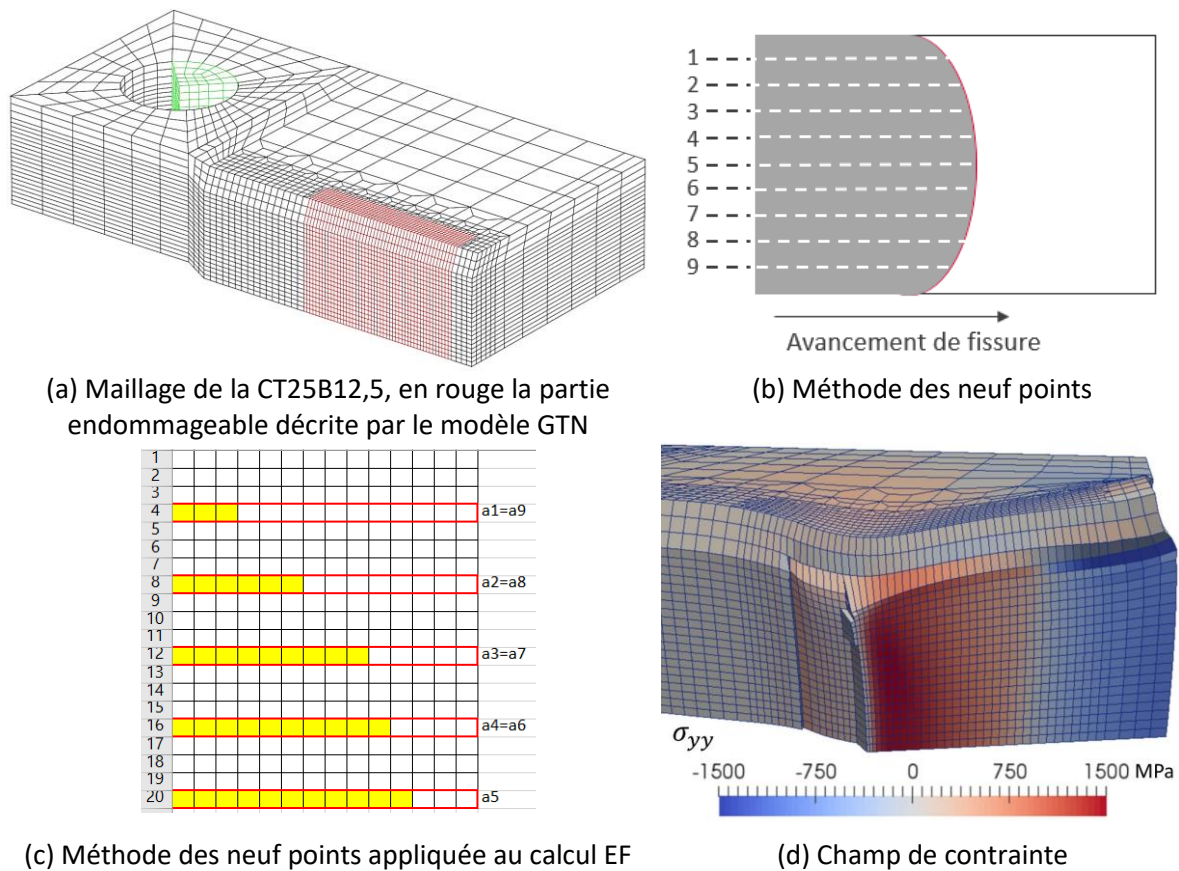 1
2
3
4
5
6
7
8
9
Avancement de fissure
(a) Maillage de la CT25B12,5, en rouge la partie
endommageable décrite par le modèle GTN
(b) Méthode des neuf points
1
2
3
4 a1=a9
5
6
7
8 a2=a8
9
10
11
12 a3=a7
13
14
15
16 a4=a6
17
18
19
20 a5
σyy
-1500 -750 0 750 1500 MPa
(c) Méthode des neuf points appliquée au calcul EF
(d) Champ de contrainte